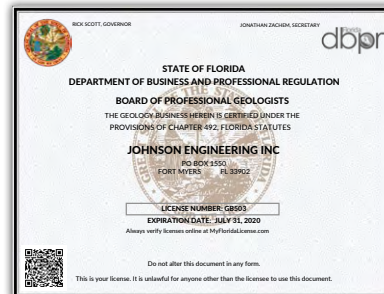 RICK SCOTT, GOVERNOR
JONATHAN ZACHEM, SECRETARY
Florida
dbpr
STATE OF FLORIDA
DEPARTMENT OF BUSINESS AND PROFESSIONAL REGULATION
BOARD OF PROFESSIONAL GEOLOGISTS
THE GEOLOGY BUSINESS HEREIN IS CERTIFIED UNDER THE
PROVISIONS OF CHAPTER 492, FLORIDA STATUTES
JOHNSON ENGINEERING INC
PO BOX 1550
FORT MYERS FL 33902
LICENSE NUMBER: GB503
EXPIRATION DATE: JULY 31, 2020
Always verify licenses online at MyFloridaLicense.com
Do not alter this document in any form.
This is your license. It is unlawful for anyone other than the licensee to use this document.